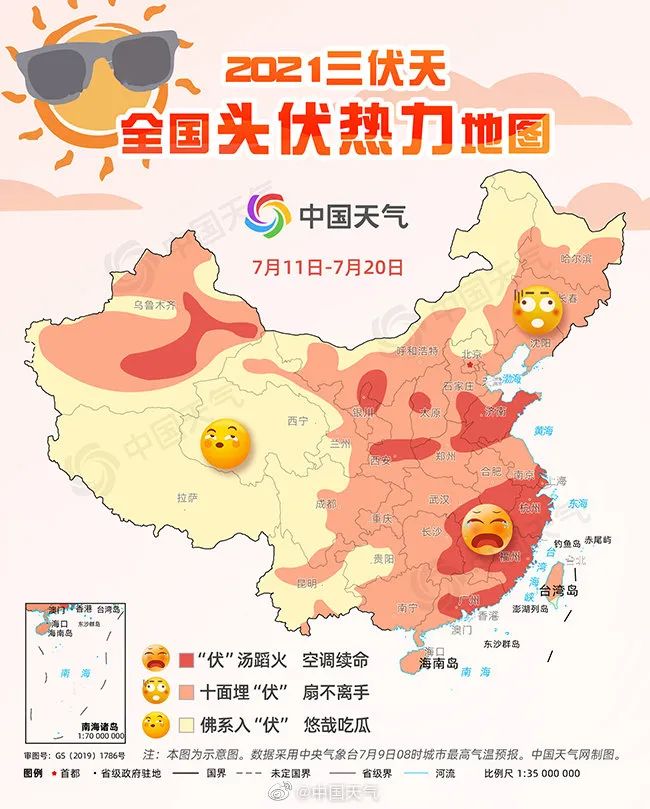 2021三伏天
全国头伏热力地图
中国天气
7月11日-7月20日
哈尔滨
长春
乌鲁木齐
沈阳
呼和浩特
北京
渤海
石家庄
银川
太原
济南
西宁
黄海
兰州
西安
郑州
合肥
南京
上海
拉萨
成都
武汉
杭州
东海
重庆
长沙
钓鱼岛
赤尾屿
贵阳
福州
台北
台湾海峡
昆明
台湾岛
广州
澎湖列岛
南宁
香港
澳门
东沙群岛
海口
海南岛
南海
澳门
香港
台湾岛
海口
东沙群岛
海南岛
南海
南海诸岛
1:70 000 000
“伏”汤蹈火 空调续命
十面埋“伏” 扇不离手
佛系入“伏” 悠哉吃瓜
审图号：GS（2019）1786号
注：本图为示意图。数据采用中央气象台7月9日08时城市最高气温预报。中国天气网制图。
图例 首都 省级政府驻地 国界 未定国界 省级界 河流 比例尺 1:35 000 000
@中国天气